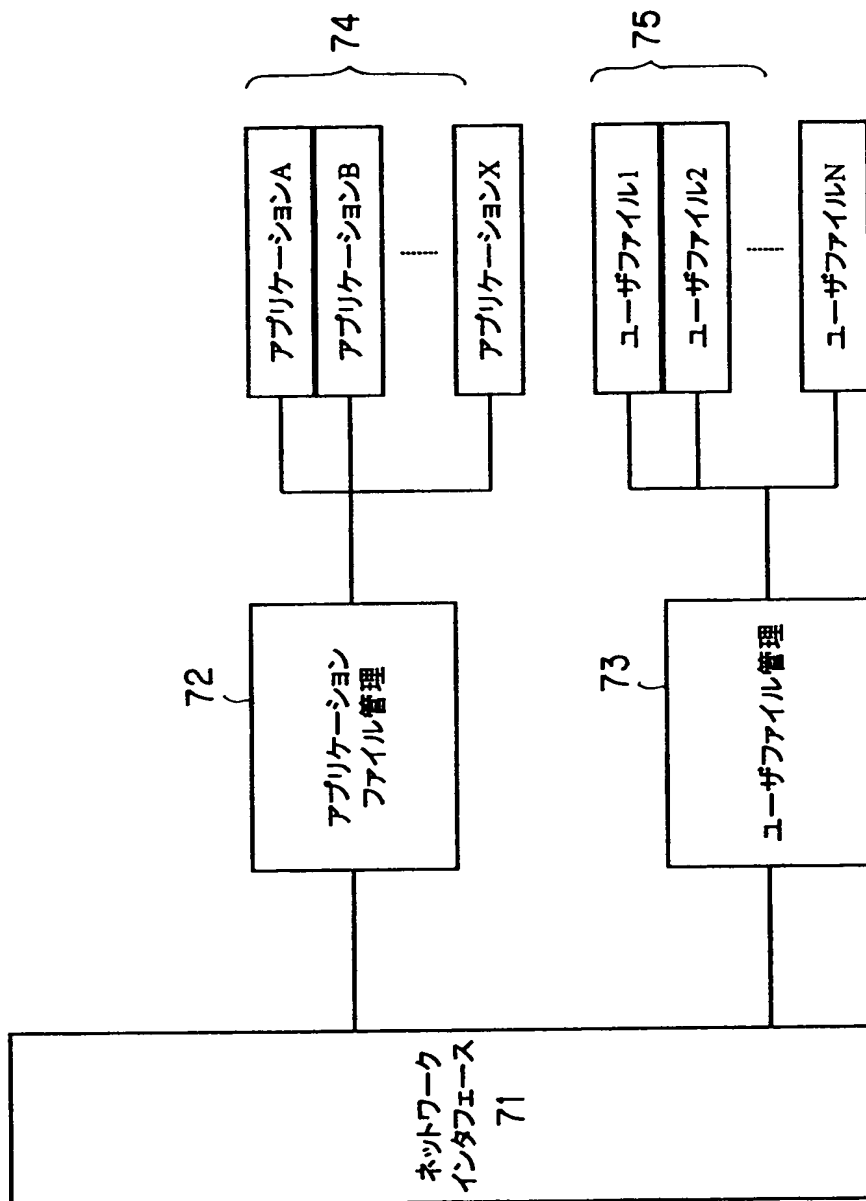 ネットワーク
インタフェース
71
72
アプリケーション
ファイル管理
アプリケーションA
アプリケーションB
アプリケーションX
74
73
ユーザファイル管理
ユーザファイル1
ユーザファイル2
ユーザファイルN
75